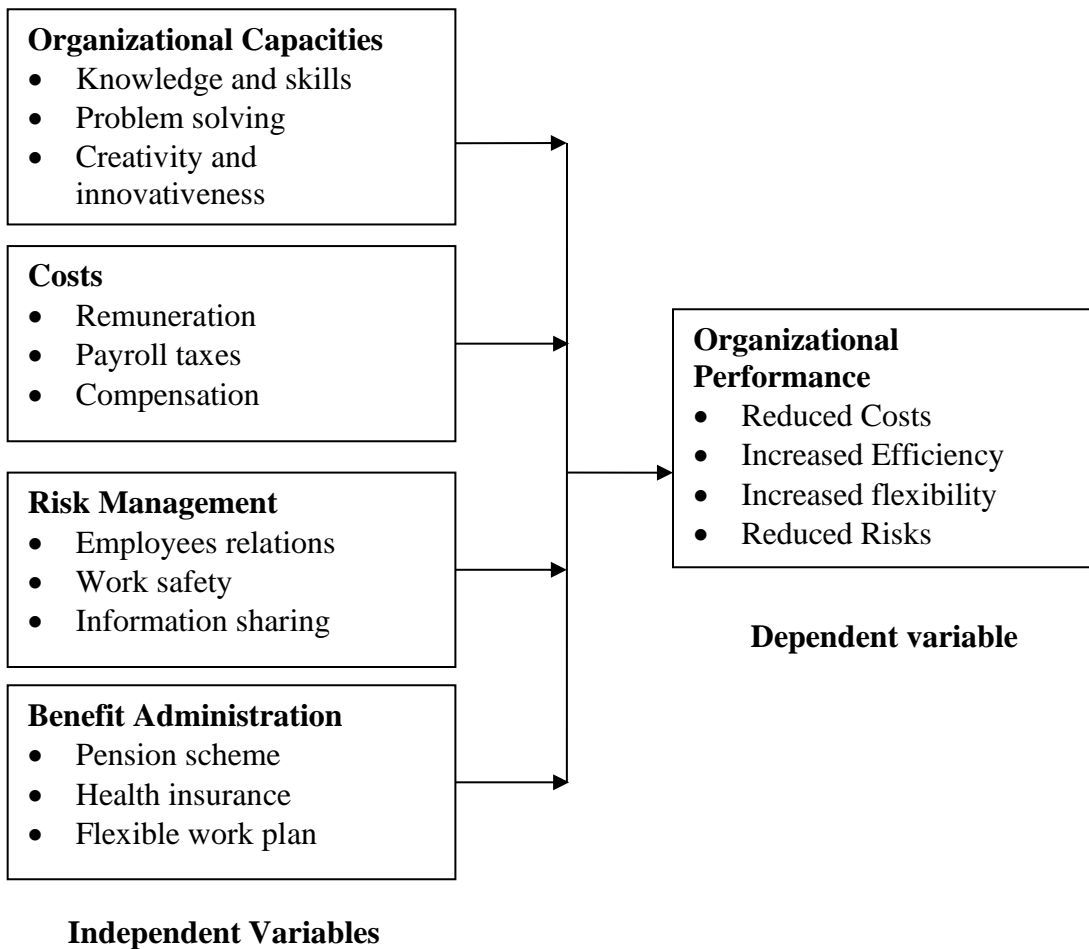 Organizational Capacities
• Knowledge and skills
• Problem solving
• Creativity and
innovativeness
Costs
• Remuneration
• Payroll taxes
• Compensation
Risk Management
• Employees relations
• Work safety
• Information sharing
Benefit Administration
• Pension scheme
• Health insurance
• Flexible work plan
Independent Variables
Organizational
Performance
• Reduced Costs
• Increased Efficiency
• Increased flexibility
• Reduced Risks
Dependent variable